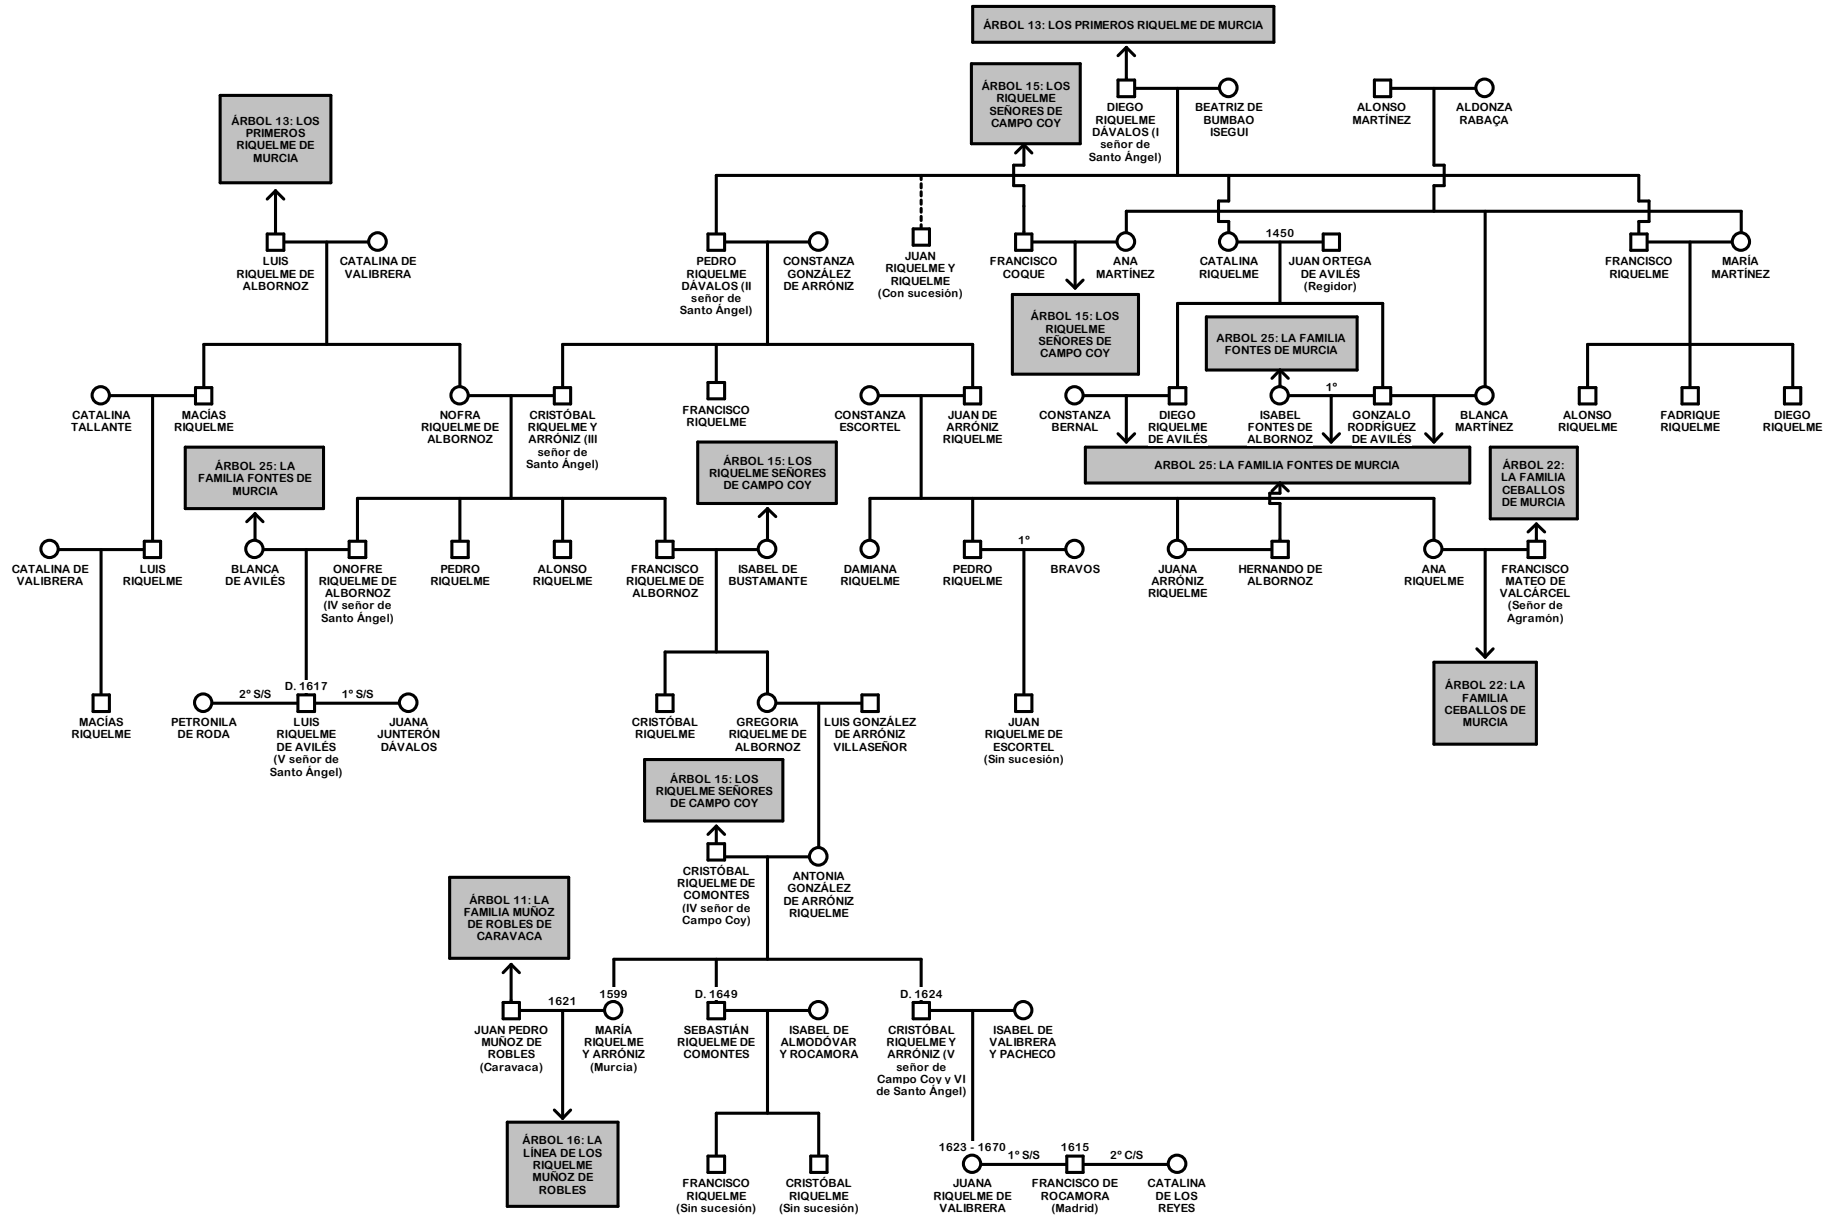 ÁRBOL 13: LOS PRIMEROS RIQUELME DE MURCIA
ÁRBOL 15: LOS
RIQUELME
SEÑORES DE
CAMPO COY
DIEGO
RIQUELME
DÁVALOS (I
señor de
Santo Ángel)
BEATRIZ DE
BUMBAO
ISEGUI
ALONSO
MARTÍNEZ
ALDONZA
RABAÇA
ÁRBOL 13: LOS
PRIMEROS
RIQUELME DE
MURCIA
LUIS
RIQUELME DE
ALBORNOZ
CATALINA DE
VALIBRERA
PEDRO
RIQUELME
DÁVALOS (II
señor de
Santo Ángel)
CONSTANZA
GONZÁLEZ
DE ARRÓNIZ
JUAN
RIQUELME Y
RIQUELME
(Con sucesión)
FRANCISCO
COQUE
ANA
MARTÍNEZ
1450
CATALINA
RIQUELME
JUAN ORTEGA
DE AVILÉS
(Regidor)
FRANCISCO
RIQUELME
MARÍA
MARTÍNEZ
ÁRBOL 15: LOS
RIQUELME
SEÑORES DE
CAMPO COY
ARBOL 25: LA FAMILIA
FONTES DE MURCIA
CATALINA
TALLANTE
MACÍAS
RIQUELME
NOFRA
RIQUELME DE
ALBORNOZ
CRISTÓBAL
RIQUELME Y
ARRÓNIZ (III
señor de
Santo Ángel)
FRANCISCO
RIQUELME
CONSTANZA
ESCORTEL
JUAN DE
ARRÓNIZ
RIQUELME
CONSTANZA
BERNAL
DIEGO
RIQUELME
DE AVILÉS
1º
ISABEL
FONTES DE
ALBORNOZ
GONZALO
RODRÍGUEZ
DE AVILÉS
BLANCA
MARTÍNEZ
ALONSO
RIQUELME
FADRIQUE
RIQUELME
DIEGO
RIQUELME
ÁRBOL 25: LA
FAMILIA FONTES DE
MURCIA
ÁRBOL 15: LOS
RIQUELME SEÑORES
DE CAMPO COY
ARBOL 25: LA FAMILIA FONTES DE MURCIA
ÁRBOL 22:
LA FAMILIA
CEBALLOS
DE MURCIA
CATALINA DE
VALIBRERA
LUIS
RIQUELME
BLANCA
DE AVILÉS
ONOFRE
RIQUELME DE
ALBORNOZ
(IV señor de
Santo Ángel)
PEDRO
RIQUELME
ALONSO
RIQUELME
FRANCISCO
RIQUELME DE
ALBORNOZ
ISABEL DE
BUSTAMANTE
DAMIANA
RIQUELME
PEDRO
RIQUELME
1º
BRAVOS
JUANA
ARRÓNIZ
RIQUELME
HERNANDO DE
ALBORNOZ
ANA
RIQUELME
FRANCISCO
MATEO DE
VALCÁRCEL
(Señor de
Agramón)
ÁRBOL 22: LA
FAMILIA
CEBALLOS DE
MURCIA
MACÍAS
RIQUELME
2º S/S
D. 1617
1º S/S
PETRONILA
DE RODA
LUIS
RIQUELME
DE AVILÉS
(V señor de
Santo Ángel)
JUANA
JUNTERÓN
DÁVALOS
CRISTÓBAL
RIQUELME
GREGORIA
RIQUELME DE
ALBORNOZ
LUIS GONZÁLEZ
DE ARRÓNIZ
VILLASEÑOR
JUAN
RIQUELME DE
ESCORTEL
(Sin sucesión)
ÁRBOL 15: LOS
RIQUELME SEÑORES
DE CAMPO COY
CRISTÓBAL
RIQUELME DE
COMONTES
(IV señor de
Campo Coy)
ANTONIA
GONZÁLEZ
DE ARRÓNIZ
RIQUELME
ÁRBOL 11: LA
FAMILIA MUÑOZ
DE ROBLES DE
CARAVACA
1621
1599
D. 1649
D. 1624
JUAN PEDRO
MUÑOZ DE
ROBLES
(Caravaca)
MARÍA
RIQUELME
Y ARRÓNIZ
(Murcia)
SEBASTIÁN
RIQUELME DE
COMONTES
ISABEL DE
ALMODÓVAR
Y ROCAMORA
CRISTÓBAL
RIQUELME Y
ARRÓNIZ (V
señor de
Campo Coy y VI
de Santo Ángel)
ISABEL DE
VALIBRERA
Y PACHECO
ÁRBOL 16: LA
LÍNEA DE LOS
RIQUELME
MUÑOZ DE
ROBLES
FRANCISCO
RIQUELME
(Sin sucesión)
CRISTÓBAL
RIQUELME
(Sin sucesión)
1623 - 1670
1º S/S
1615
2º C/S
JUANA
RIQUELME DE
VALIBRERA
FRANCISCO DE
ROCAMORA
(Madrid)
CATALINA
DE LOS
REYES